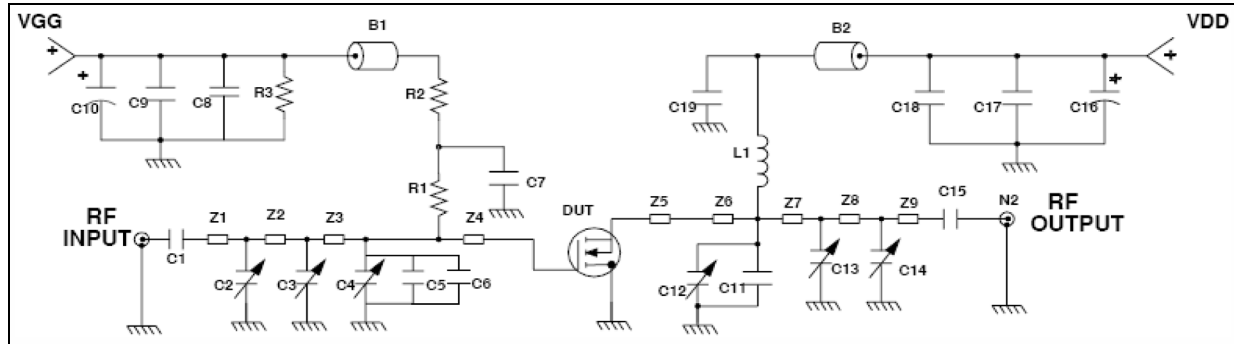 VGG
B1
B2
VDD
+
+
+
+
C10
C9
C8
R3
R2
C19
C18
C17
C16
L1
C7
R1
RF
INPUT
C1
Z1
Z2
Z3
Z4
DUT
Z5
Z6
Z7
Z8
Z9
C15
N2
RF
OUTPUT
C2
C3
C4
C5
C6
C12
C11
C13
C14